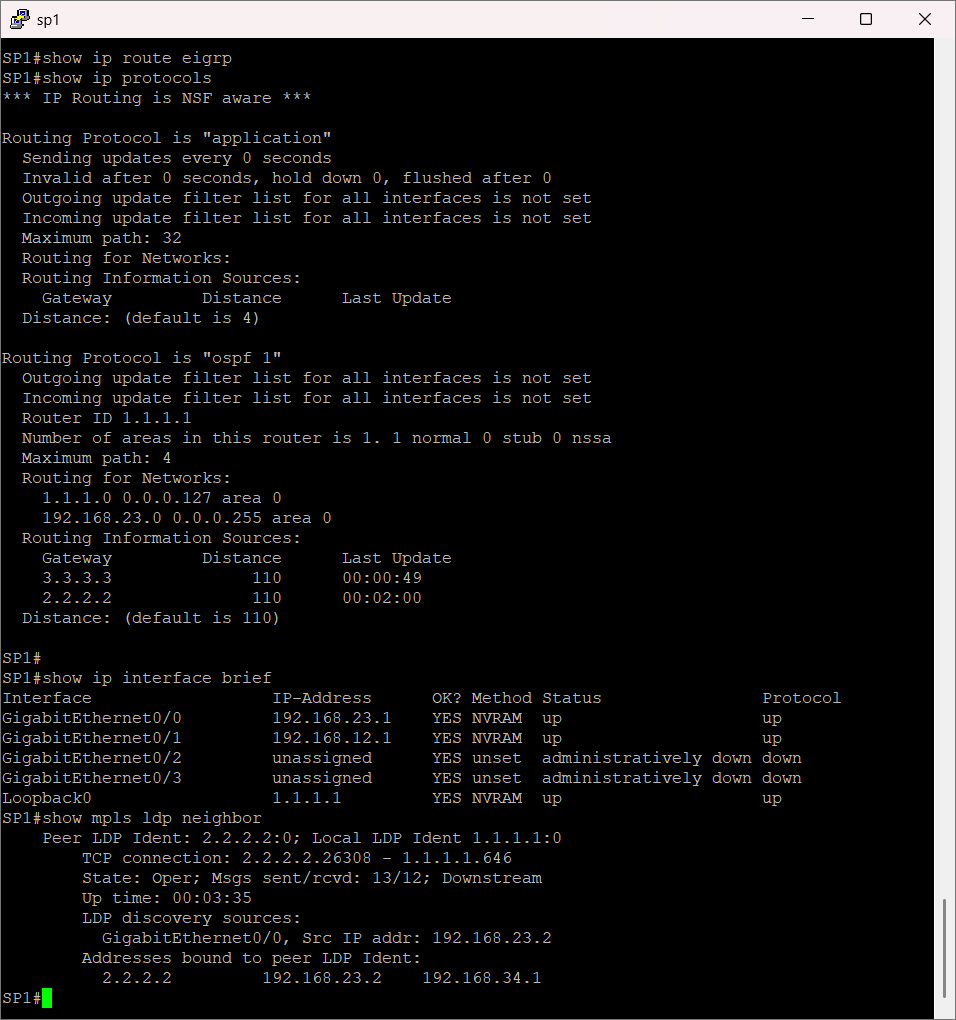 sp1
SP1#show ip route eigrp
SP1#show ip protocols
*** IP Routing is NSF aware ***

Routing Protocol is "application"
  Sending updates every 0 seconds
  Invalid after 0 seconds, hold down 0, flushed after 0
  Outgoing update filter list for all interfaces is not set
  Incoming update filter list for all interfaces is not set
  Maximum path: 32
  Routing for Networks:
  Routing Information Sources:
    Gateway         Distance      Last Update
  Distance: (default is 4)

Routing Protocol is "ospf 1"
  Outgoing update filter list for all interfaces is not set
  Incoming update filter list for all interfaces is not set
  Router ID 1.1.1.1
  Number of areas in this router is 1. 1 normal 0 stub 0 nssa
  Maximum path: 4
  Routing for Networks:
    1.1.1.0 0.0.0.127 area 0
    192.168.23.0 0.0.0.255 area 0
  Routing Information Sources:
    Gateway         Distance      Last Update
    3.3.3.3              110      00:00:49
    2.2.2.2              110      00:02:00
  Distance: (default is 110)

SP1#
SP1#show ip interface brief
Interface                  IP-Address      OK? Method Status                Protocol
GigabitEthernet0/0         192.168.23.1    YES NVRAM  up                    up
GigabitEthernet0/1         192.168.12.1    YES NVRAM  up                    up
GigabitEthernet0/2         unassigned      YES unset  administratively down down
GigabitEthernet0/3         unassigned      YES unset  administratively down down
Loopback0                  1.1.1.1         YES NVRAM  up                    up
SP1#show mpls ldp neighbor
    Peer LDP Ident: 2.2.2.2:0; Local LDP Ident 1.1.1.1:0
        TCP connection: 2.2.2.2.26308 - 1.1.1.1.646
        State: Oper; Msgs sent/rcvd: 13/12; Downstream
        Up time: 00:03:35
        LDP discovery sources:
          GigabitEthernet0/0, Src IP addr: 192.168.23.2
        Addresses bound to peer LDP Ident:
          2.2.2.2         192.168.23.2    192.168.34.1
SP1#